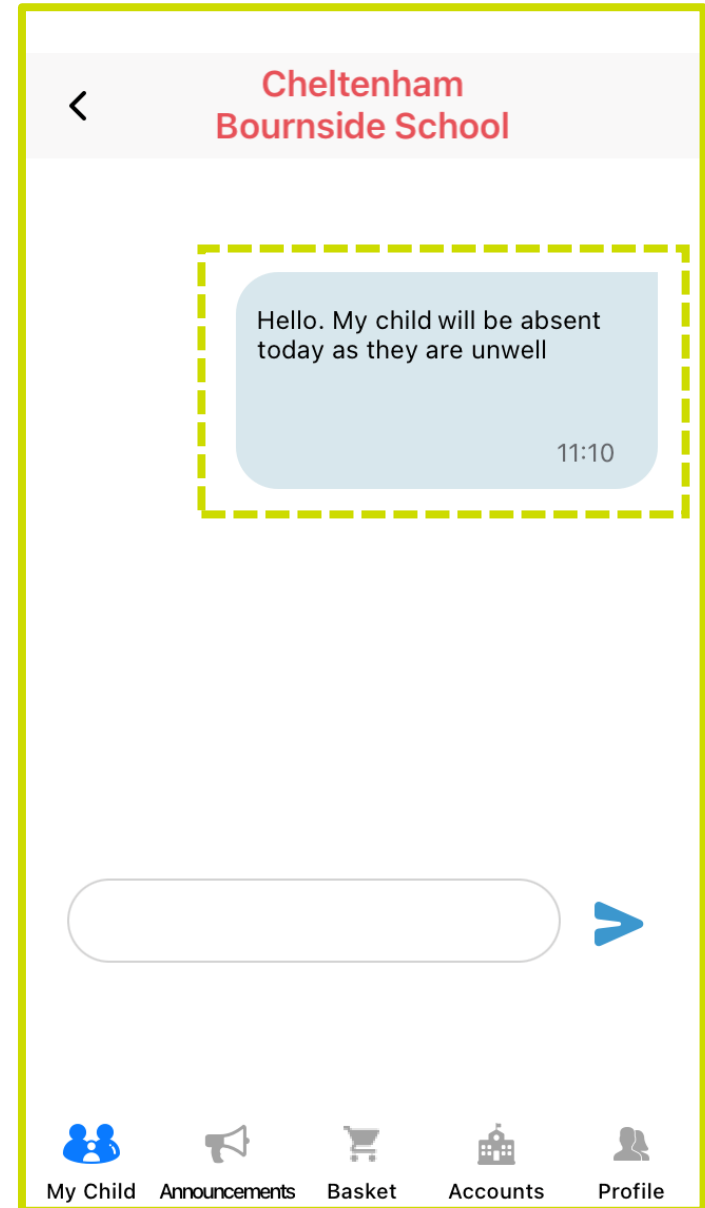 Cheltenham
Bournside School
Hello. My child will be absent
today as they are unwell
11:10
My Child Announcements Basket Accounts Profile